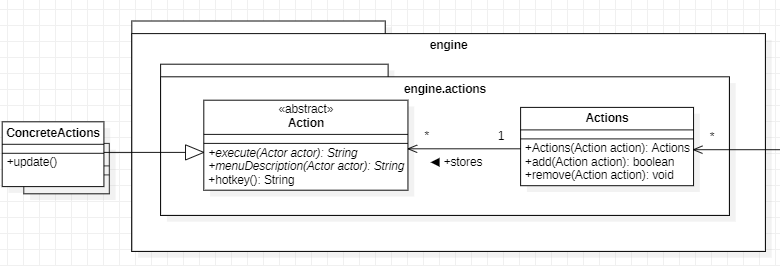 engine
engine.actions
ConcreteActions
+update()
«abstract»
Action
+execute(Actor actor): String
+menuDescription(Actor actor): String
+hotkey(): String
*
1
◀ +stores
Actions
+Actions(Action action): Actions
+add(Action action): boolean
+remove(Action action): void
*